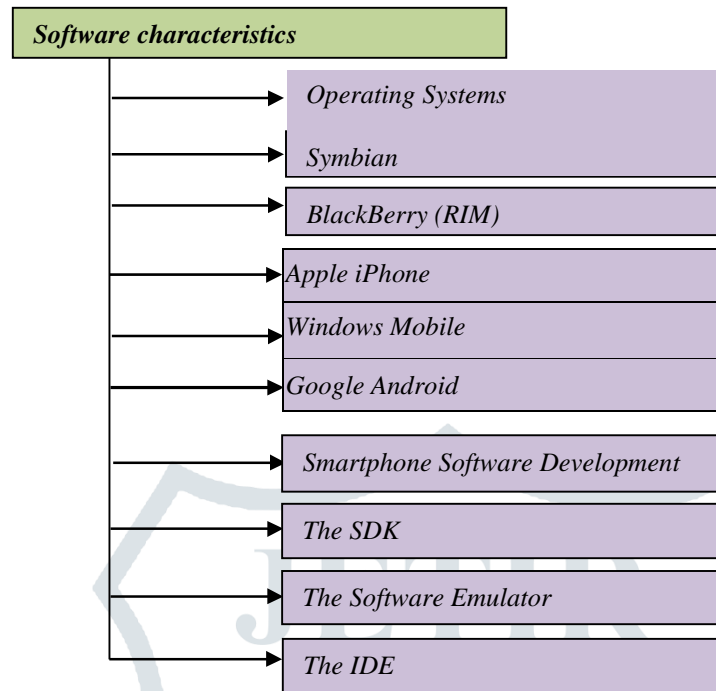 Software characteristics
Operating Systems
Symbian
BlackBerry (RIM)
Apple iPhone
Windows Mobile
Google Android
Smartphone Software Development
The SDK
The Software Emulator
The IDE
JETIR